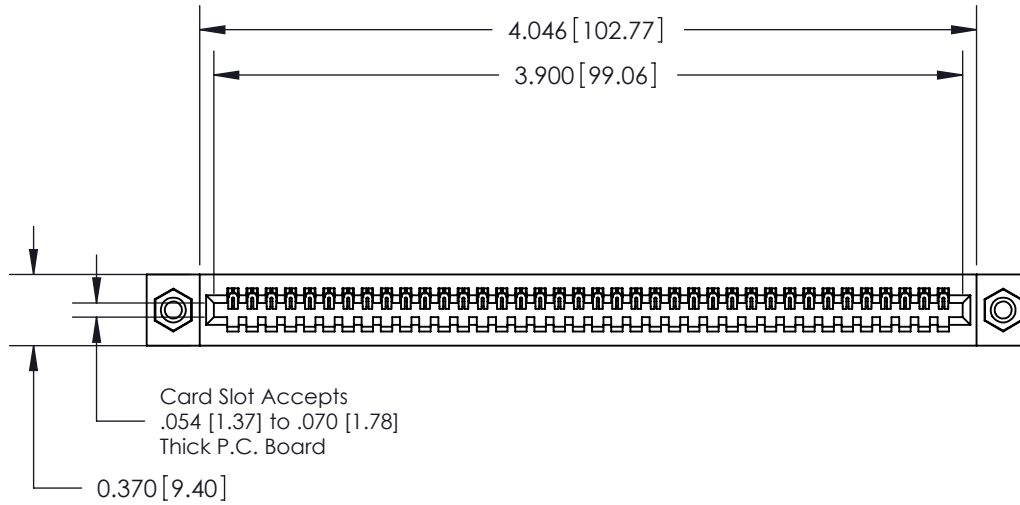 4.046[102.77]
3.900[99.06]
Card Slot Accepts
.054 [1.37] to .070 [1.78]
Thick P.C. Board
0.370[9.40]